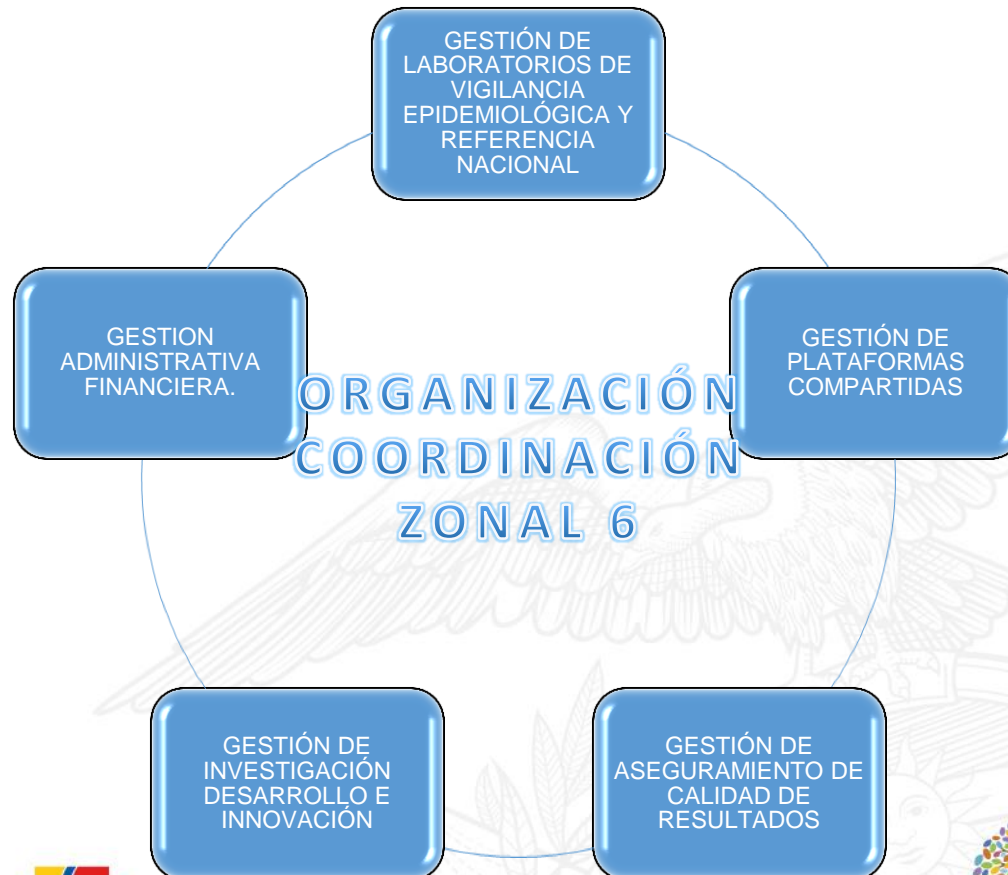 GESTIÓN DE
LABORATORIOS DE
VIGILANCIA
EPIDEMIOLÓGICA Y
REFERENCIA
NACIONAL
GESTION
ADMINISTRATIVA
FINANCIERA.
GESTIÓN DE
PLATAFORMAS
COMPARTIDAS
ORGANIZACIÓN
COORDINACIÓN
ZONAL 6
GESTIÓN DE
INVESTIGACIÓN
DESARROLLO E
INNOVACIÓN
GESTIÓN DE
ASEGURAMIENTO DE
CALIDAD DE
RESULTADOS